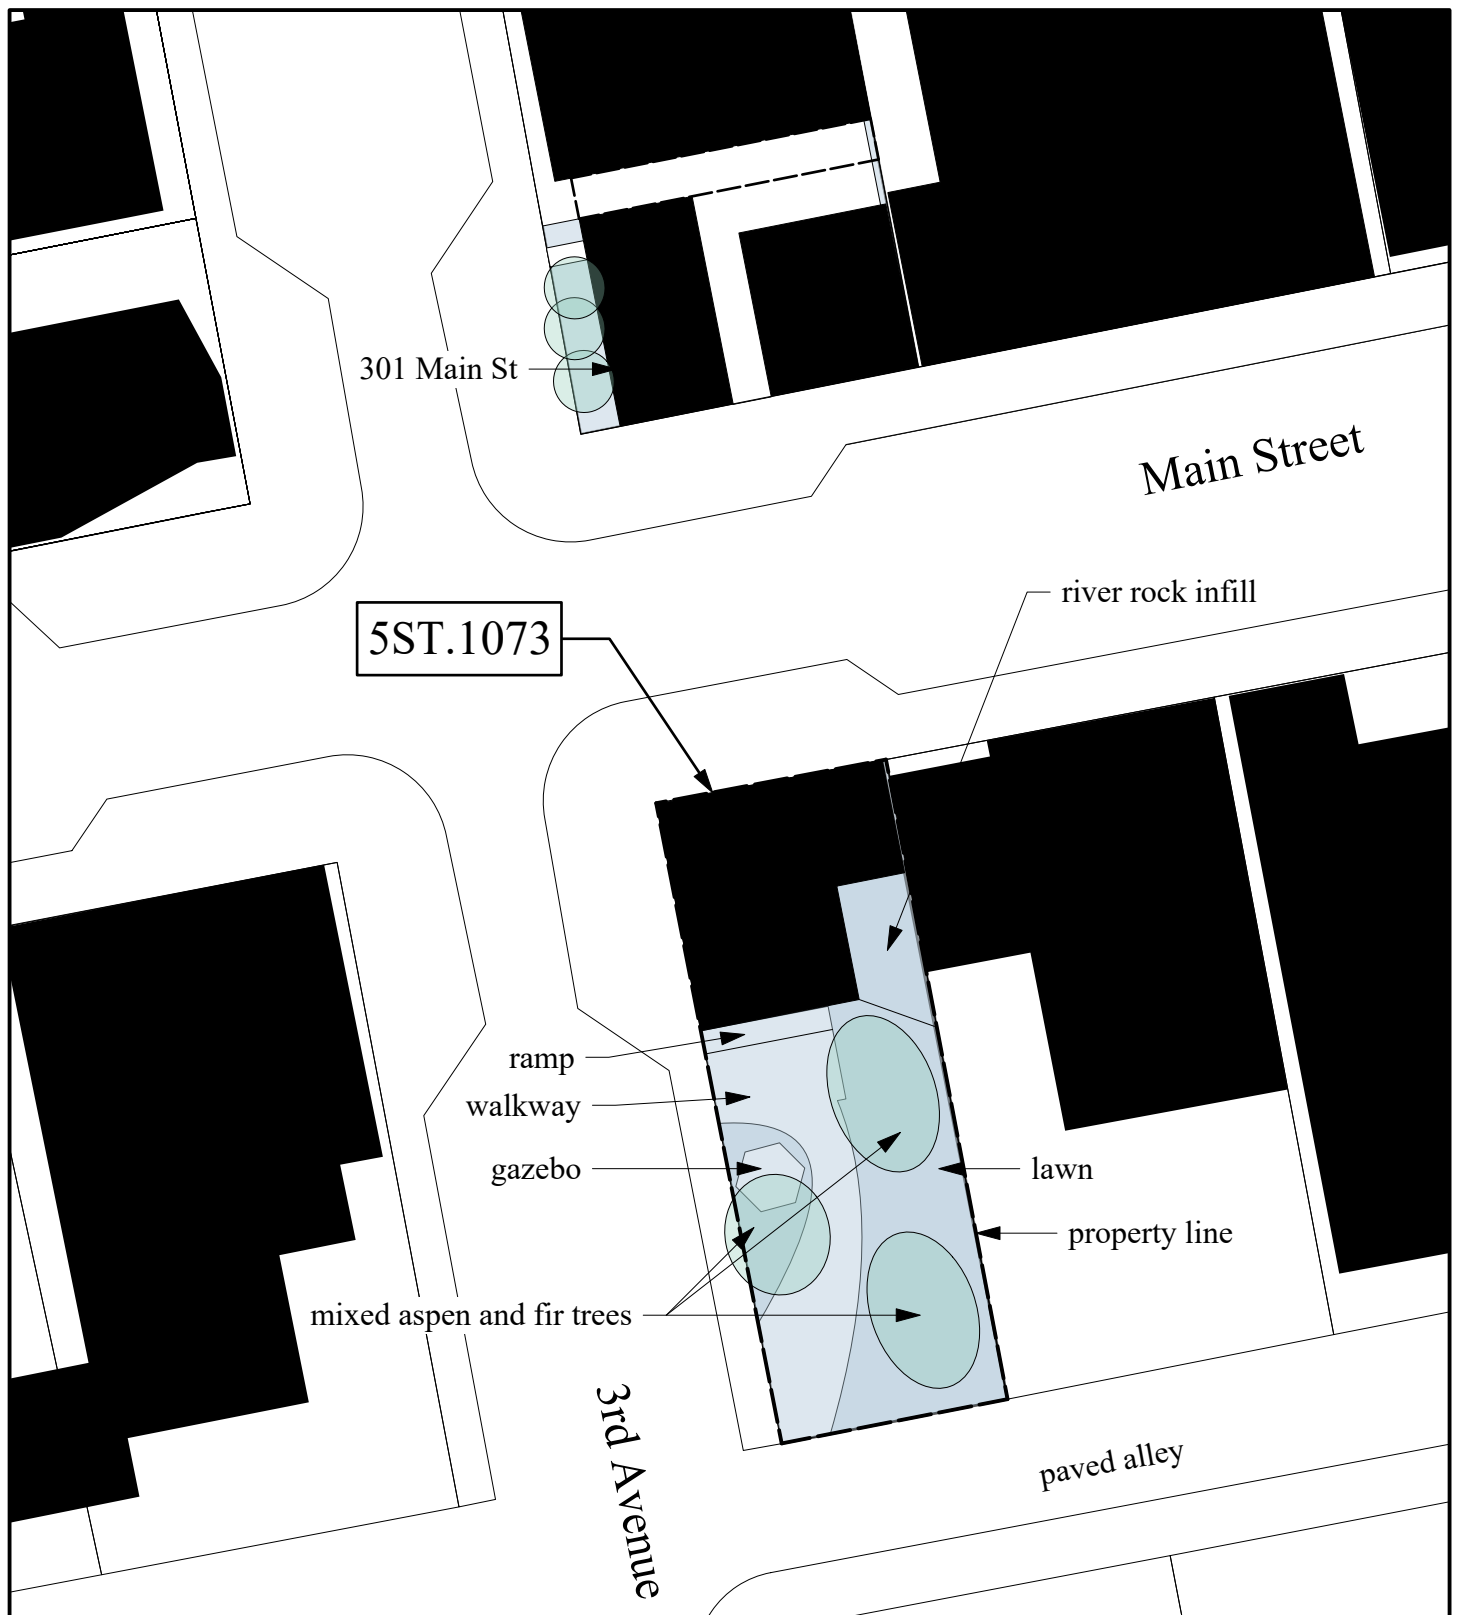 301 Main St
Main Street
river rock infill
5ST.1073
ramp
walkway
gazebo
lawn
property line
mixed aspen and fir trees
3rd Avenue
paved alley